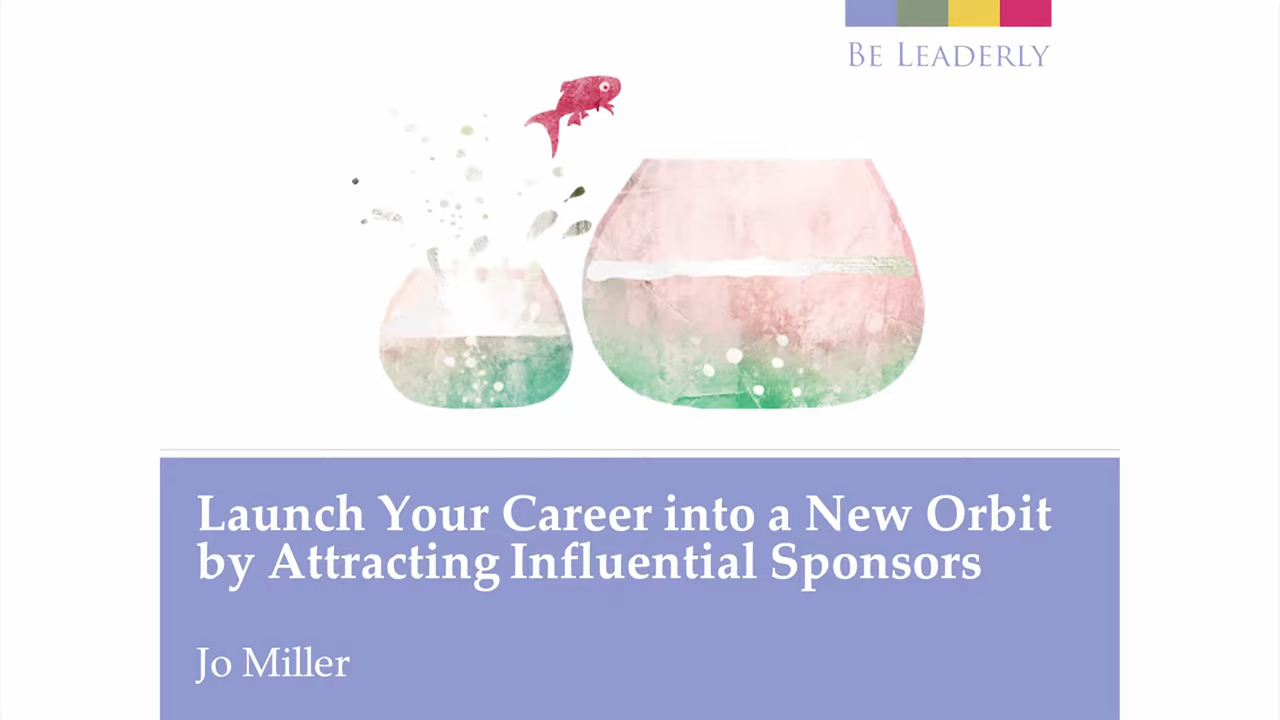 BE LEADERLY
Launch Your Career into a New Orbit
by Attracting Influential Sponsors
Jo Miller